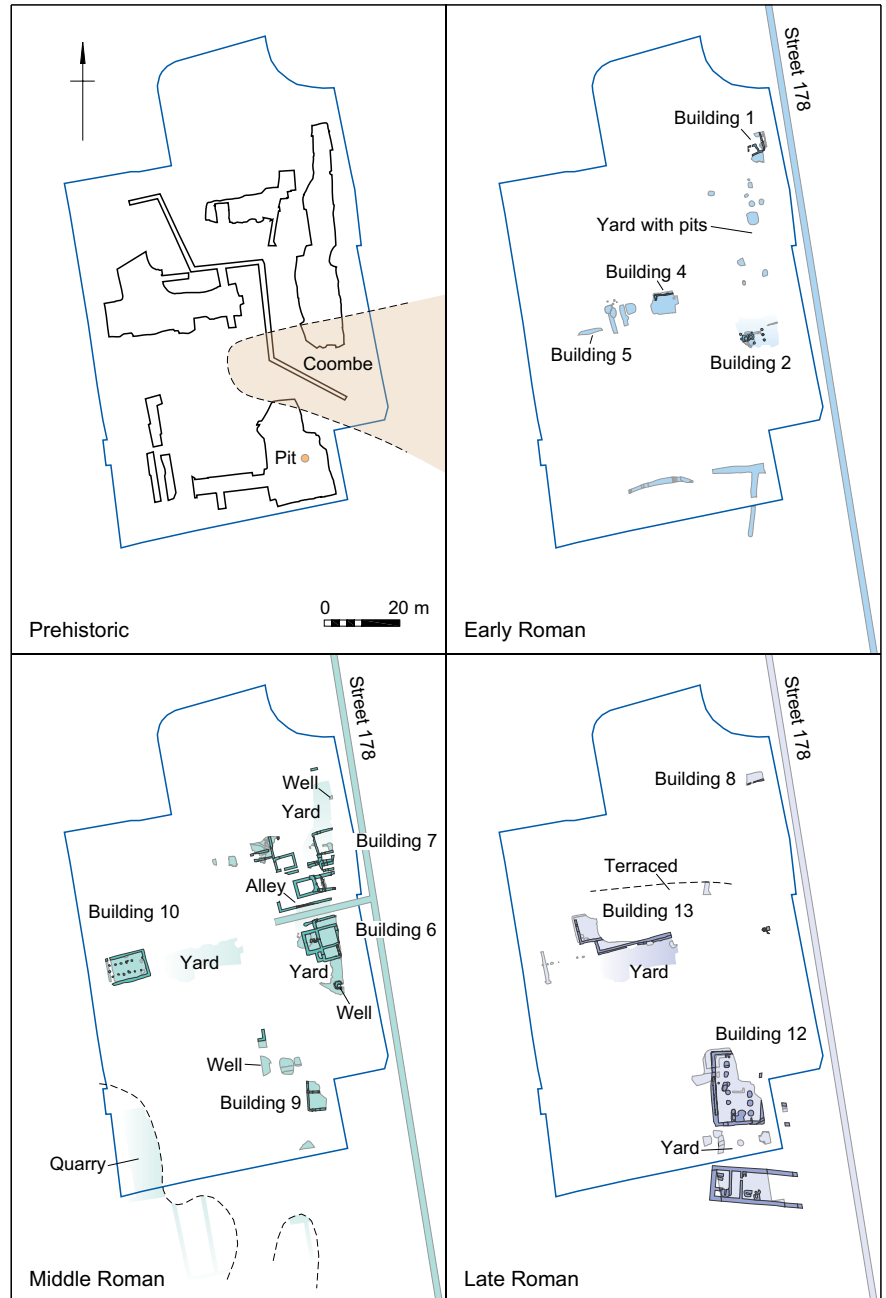 Coombe
Pit
0 20 m
Prehistoric
Street 178
Building 1
Yard with pits
Building 4
Building 5
Building 2
Early Roman
Street 178
Well
Yard
Building 7
Alley
Building 10
Building 6
Yard
Yard
Well
Well
Building 9
Quarry
Middle Roman
Street 178
Building 8
Terraced
Building 13
Yard
Building 12
Yard
Late Roman